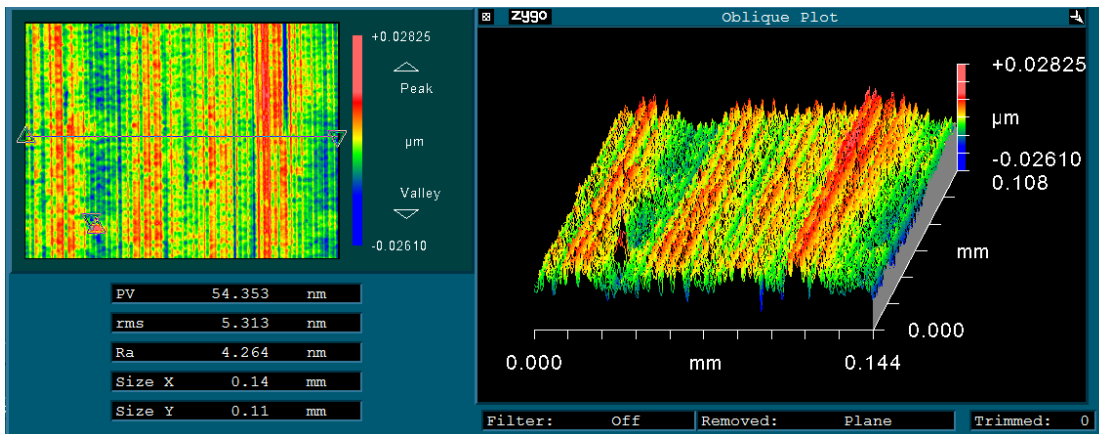 +0.02825
Peak
µm
Valley
-0.02610
PV 54.353 nm
rms 5.313 nm
Ra 4.264 nm
Size X 0.14 mm
Size Y 0.11 mm
zygo Oblique Plot
+0.02825
µm
-0.02610
0.108
mm
0.000
0.000 mm 0.144
Filter: Off Removed: Plane Trimmed: 0